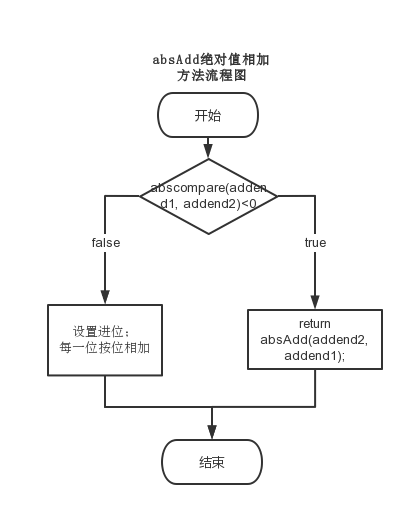 absAdd绝对值相加
方法流程图
开始
abscompare(adden
d1, addend2)<0
false
true
设置进位；
每一位按位相加
return
absAdd(addend2,
addend1);
结束